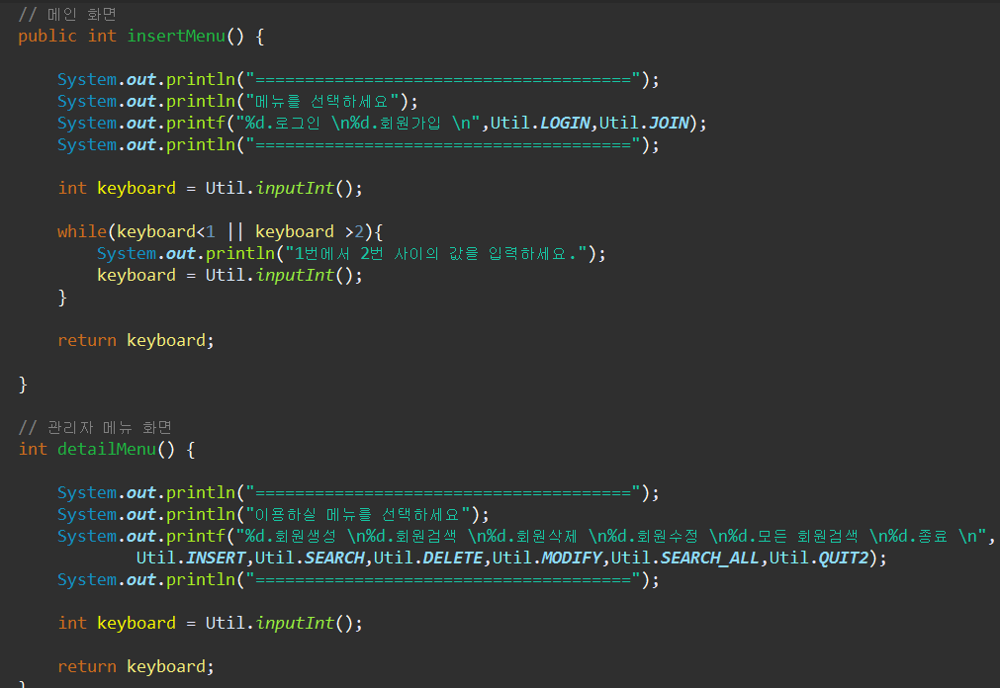 // 메인 화면
public int insertMenu() {
System.out.println("======================================");
System.out.println("메뉴를 선택하세요");
System.out.printf("%d.로그인 \n%d.회원가입 \n",Util.LOGIN,Util.JOIN);
System.out.println("======================================");
int keyboard = Util.inputInt();
while(keyboard<1 || keyboard >2){
System.out.println("1번에서 2번 사이의 값을 입력하세요.");
keyboard = Util.inputInt();
}
return keyboard;
}
// 관리자 메뉴 화면
int detailMenu() {
System.out.println("======================================");
System.out.println("이용하실 메뉴를 선택하세요");
System.out.printf("%d.회원생성 \n%d.회원검색 \n%d.회원삭제 \n%d.회원수정 \n%d.모든 회원검색 \n%d.종료 \n",
Util.INSERT,Util.SEARCH,Util.DELETE,Util.MODIFY,Util.SEARCH_ALL,Util.QUIT2);
System.out.println("======================================");
int keyboard = Util.inputInt();
return keyboard;
}